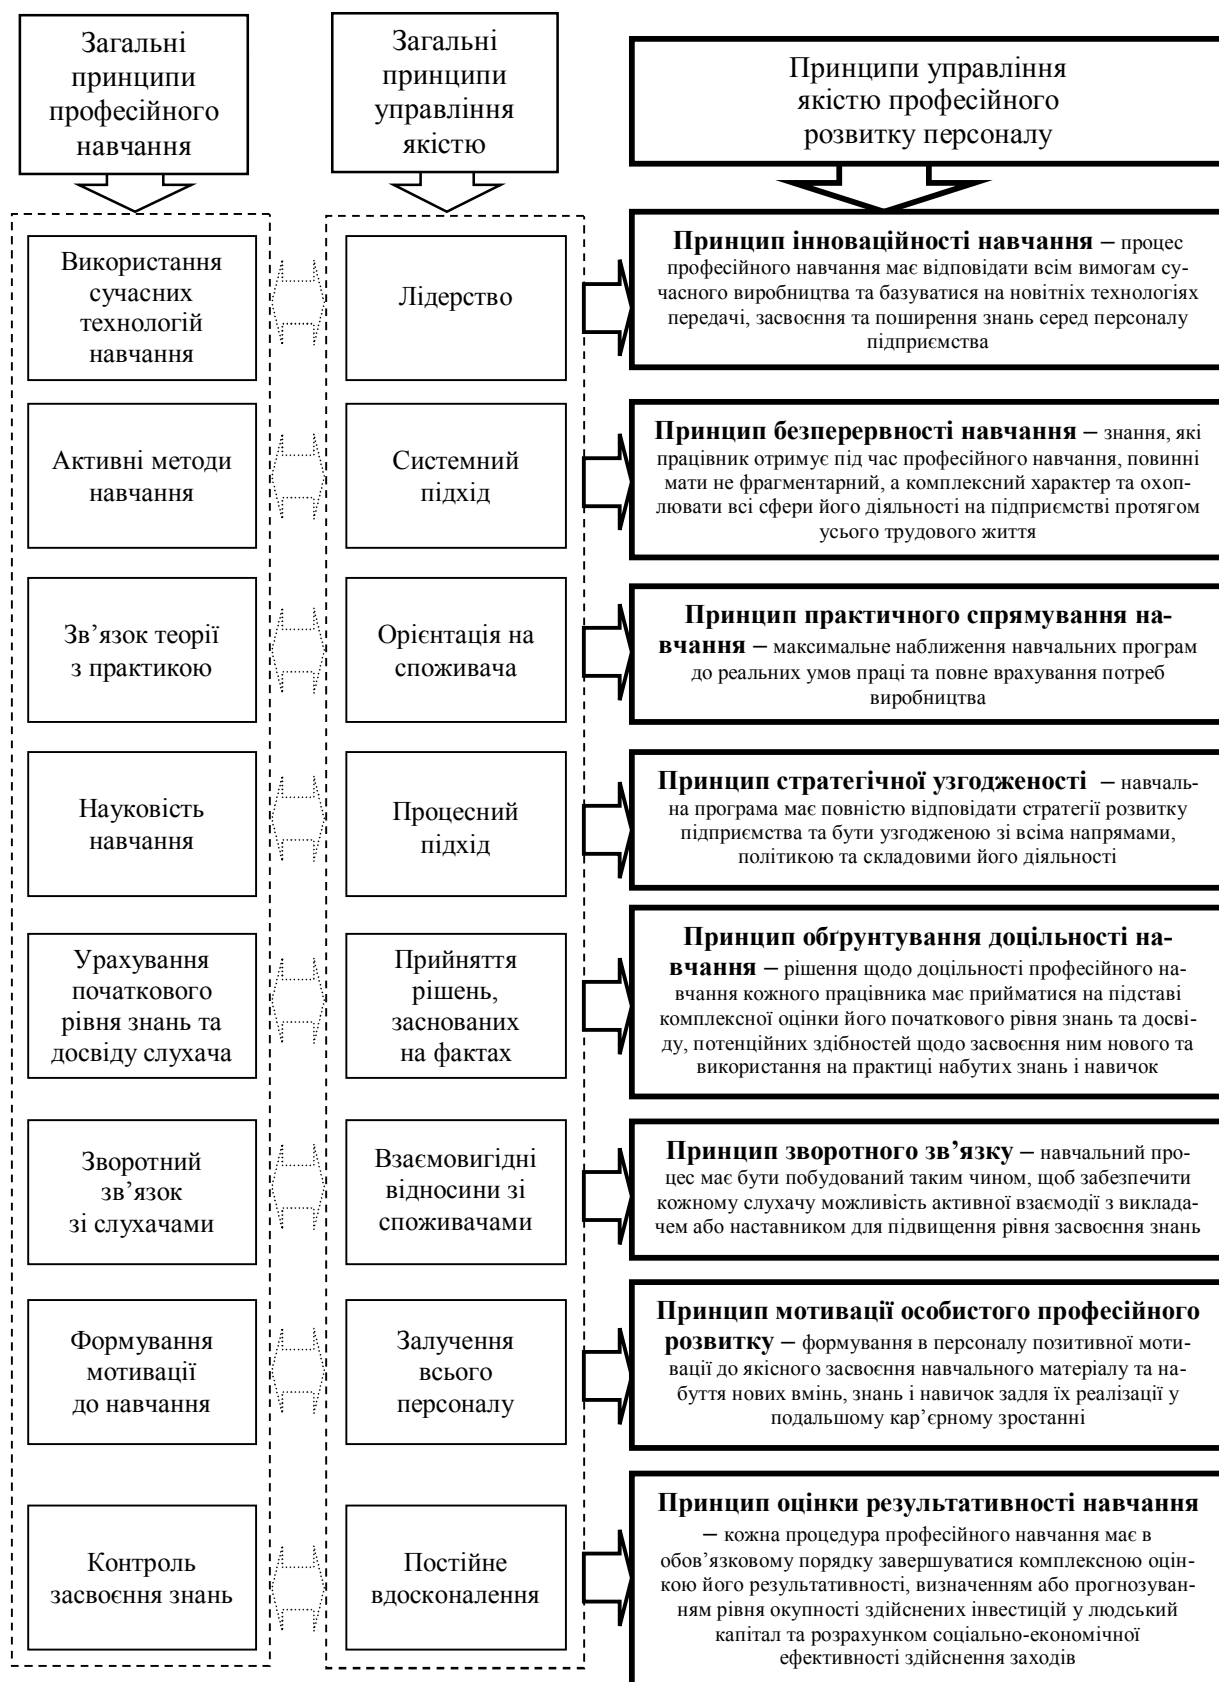 Загальні
принципи
професійного
навчання
Загальні
принципи
управління
якістю
Принципи управління
якістю професійного
розвитку персоналу
Використання
сучасних
технологій
навчання
Лідерство
Принцип інноваційності навчання – процес
професійного навчання має відповідати всім вимогам су-
часного виробництва та базуватися на новітніх технологіях
передачі, засвоєння та поширення знань серед персоналу
підприємства
Активні методи
навчання
Системний
підхід
Принцип безперервності навчання – знання, які
працівник отримує під час професійного навчання, повинні
мати не фрагментарний, а комплексний характер та охоп-
лювати всі сфери його діяльності на підприємстві протягом
усього трудового життя
Зв’язок теорії
з практикою
Орієнтація на
споживача
Принцип практичного спрямування на-
вчання – максимальне наближення навчальних програм
до реальних умов праці та повне врахування потреб
виробництва
Науковість
навчання
Процесний
підхід
Принцип стратегічної узгодженості – навчаль-
на програма має повністю відповідати стратегії розвитку
підприємства та бути узгодженою зі всіма напрямами,
політикою та складовими його діяльності
Урахування
початкового
рівня знань та
досвіду слухача
Прийняття
рішень,
заснованих
на фактах
Принцип обґрунтування доцільності на-
вчання – рішення щодо доцільності професійного на-
вчання кожного працівника має прийматися на підставі
комплексної оцінки його початкового рівня знань та досві-
ду, потенційних здібностей щодо засвоєння ним нового та
використання на практиці набутих знань і навичок
Зворотний
зв’язок
зі слухачами
Взаємовигідні
відносини зі
споживачами
Принцип зворотного зв’язку – навчальний про-
цес має бути побудований таким чином, щоб забезпечити
кожному слухачу можливість активної взаємодії з виклада-
чем або наставником для підвищення рівня засвоєння знань
Формування
мотивації
до навчання
Залучення
всього
персоналу
Принцип мотивації особистого професійного
розвитку – формування в персоналу позитивної моти-
вації до якісного засвоєння навчального матеріалу та на-
буття нових вмінь, знань і навичок задля їх реалізації у
подальшому кар’єрному зростанні
Контроль
засвоєння знань
Постійне
вдосконалення
Принцип оцінки результативності навчання
– кожна процедура професійного навчання має в
обов’язковому порядку завершуватися комплексною оцін-
кою його результативності, визначенням або прогнозуван-
ням рівня окупності здійснених інвестицій у людський
капітал та розрахунком соціально-економічної
ефективності здійснення заходів